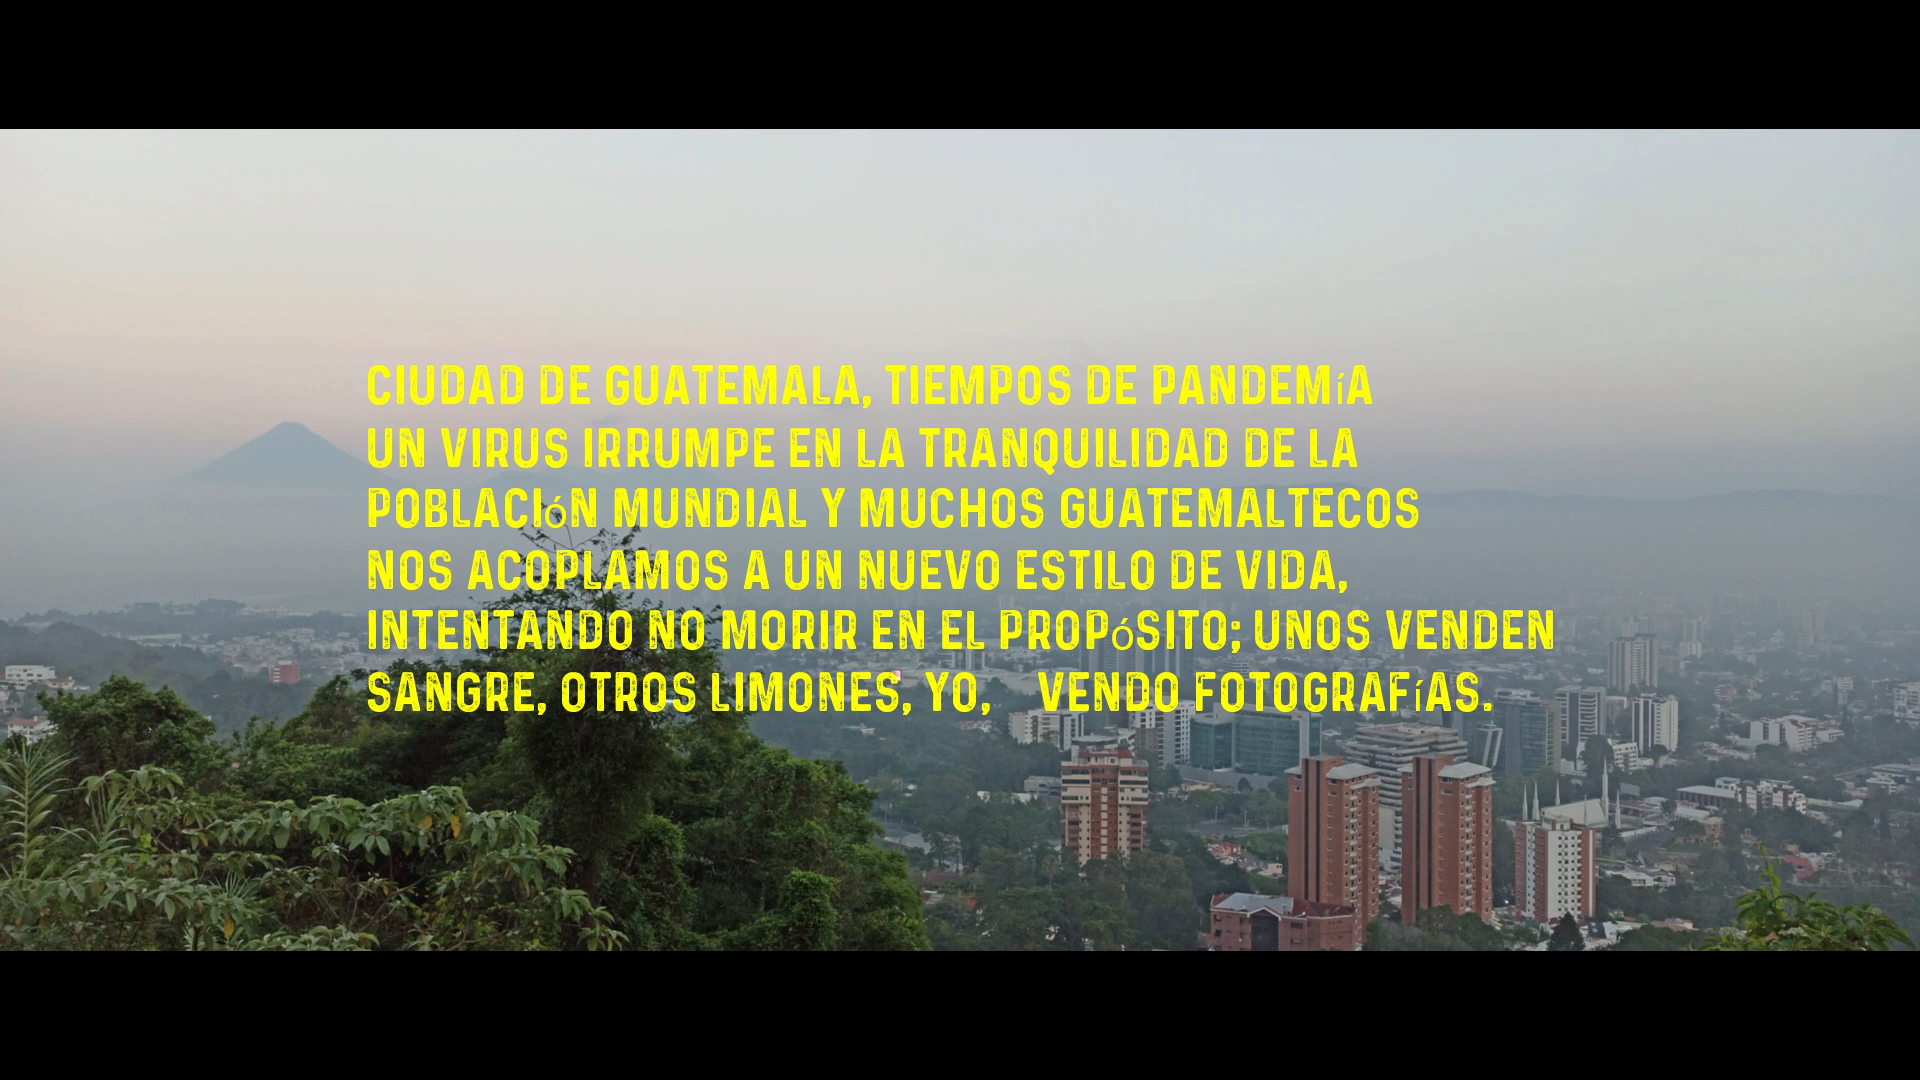 CIUDAD DE GUATEMALA, TIEMPOS DE PANDEMíA
UN VIRUS IRRUMPE EN LA TRANQUILIDAD DE LA
POBLACIóN MUNDIAL Y MUCHOS GUATEMALTECOS
NOS ACOPLAMOS A UN NUEVO ESTILO DE VIDA,
INTENTANDO NO MORIR EN EL PROPóSITO; UNOS VENDEN
SANGRE, OTROS LIMONES, YO, VENDO FOTOGRAFíAS.